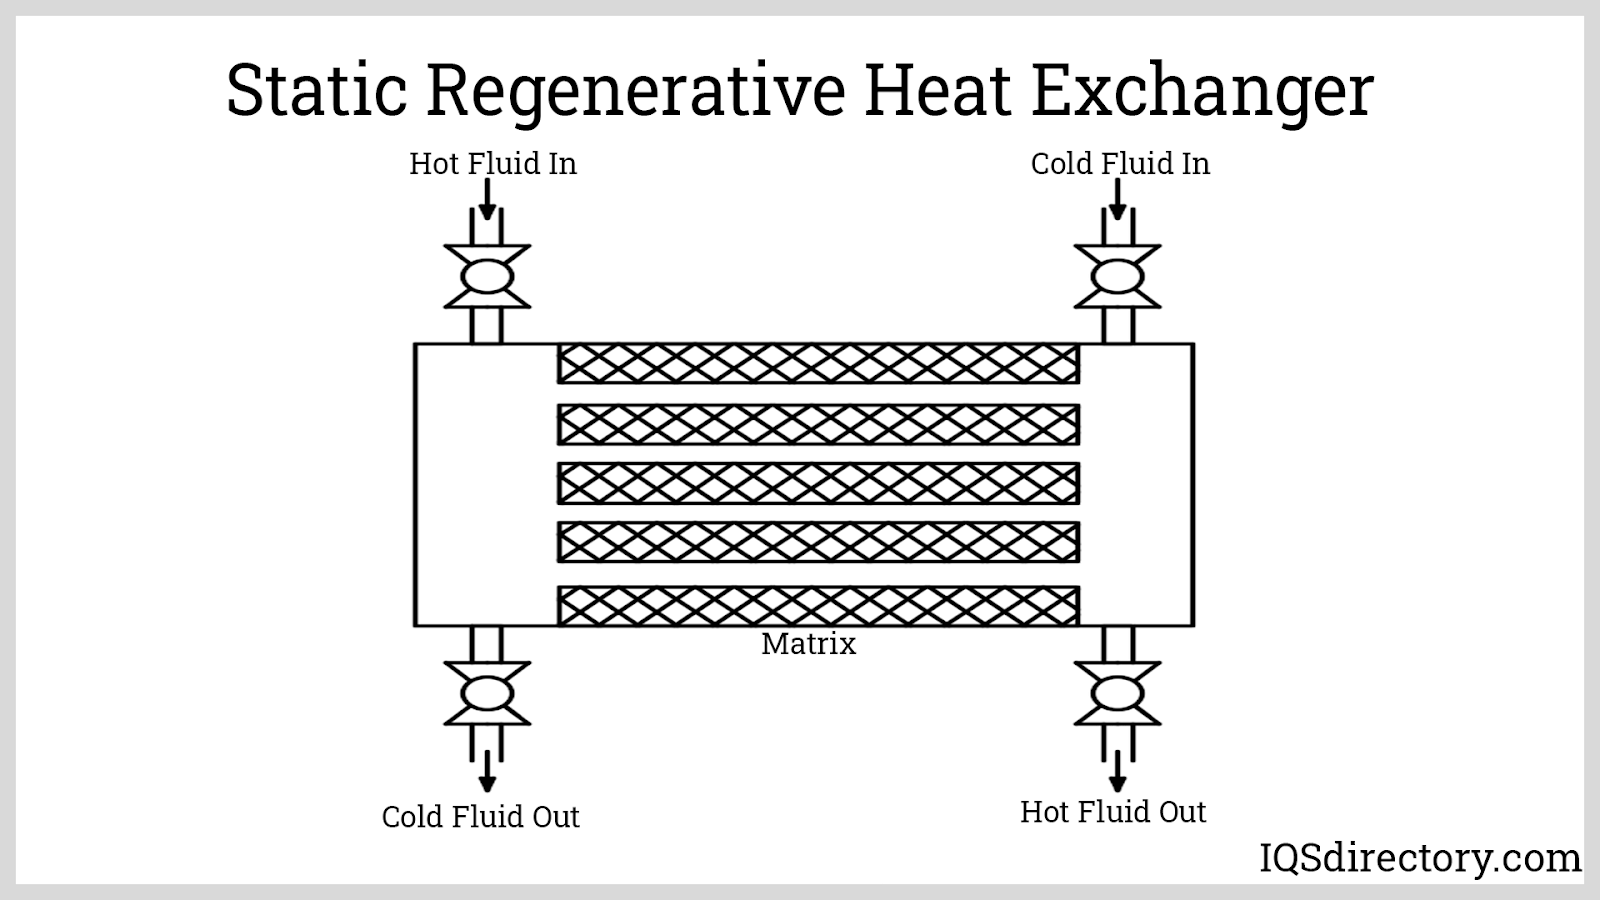 Static Regenerative Heat Exchanger
Hot Fluid In
Cold Fluid In
Matrix
Cold Fluid Out
Hot Fluid Out
IQSdirectory.com